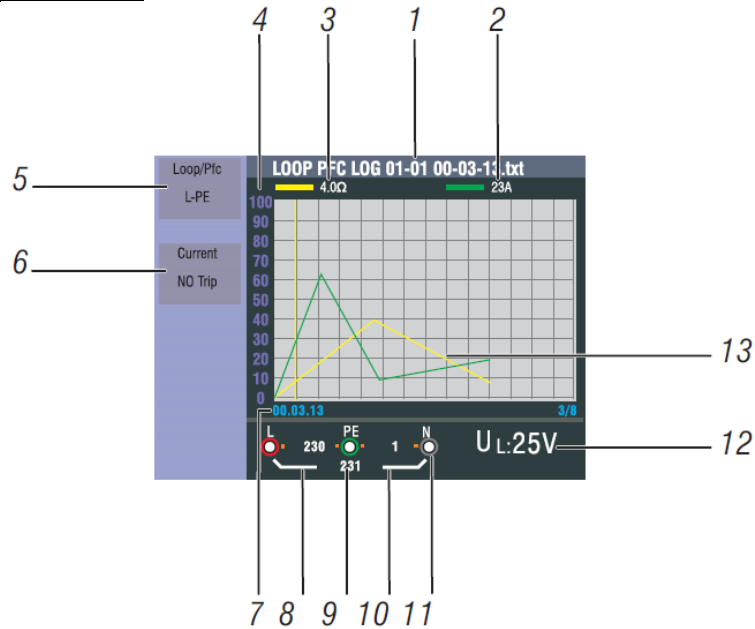 4 3 1 2
Loop/Pfc
L-PE
LOOP PFC LOG 01-01 00-03-13.txt
4.0Ω 23A
5
100
90
80
70
60
50
40
30
20
10
0
6
Current
NO Trip
13
00.03.13 3/8
L PE N
230 1
231
UL:25V
12
7 8 9 10 11